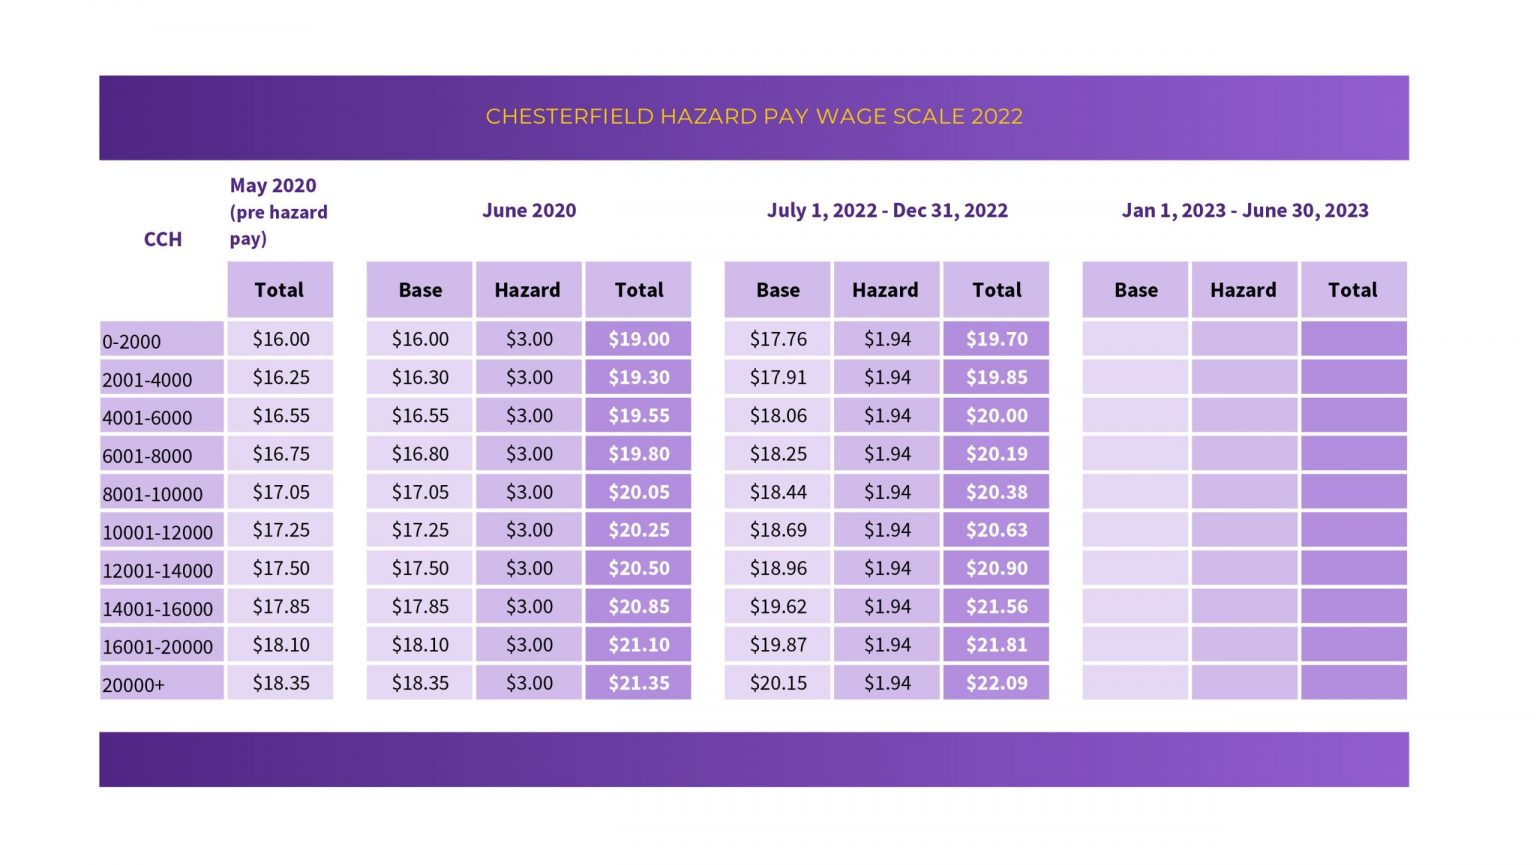 CHESTERFIELD HAZARD PAY WAGE SCALE 2022
CCH
May 2020
(pre hazard
pay)
June 2020
July 1, 2022 - Dec 31, 2022
Jan 1, 2023 - June 30, 2023
Total Base Hazard Total Base Hazard Total Base Hazard Total
0-2000 $16.00 $16.00 $3.00 $19.00 $17.76 $1.94 $19.70
2001-4000 $16.25 $16.30 $3.00 $19.30 $17.91 $1.94 $19.85
4001-6000 $16.55 $16.55 $3.00 $19.55 $18.06 $1.94 $20.00
6001-8000 $16.75 $16.80 $3.00 $19.80 $18.25 $1.94 $20.19
8001-10000 $17.05 $17.05 $3.00 $20.05 $18.44 $1.94 $20.38
10001-12000 $17.25 $17.25 $3.00 $20.25 $18.69 $1.94 $20.63
12001-14000 $17.50 $17.50 $3.00 $20.50 $18.96 $1.94 $20.90
14001-16000 $17.85 $17.85 $3.00 $20.85 $19.62 $1.94 $21.56
16001-20000 $18.10 $18.10 $3.00 $21.10 $19.87 $1.94 $21.81
20000+ $18.35 $18.35 $3.00 $21.35 $20.15 $1.94 $22.09